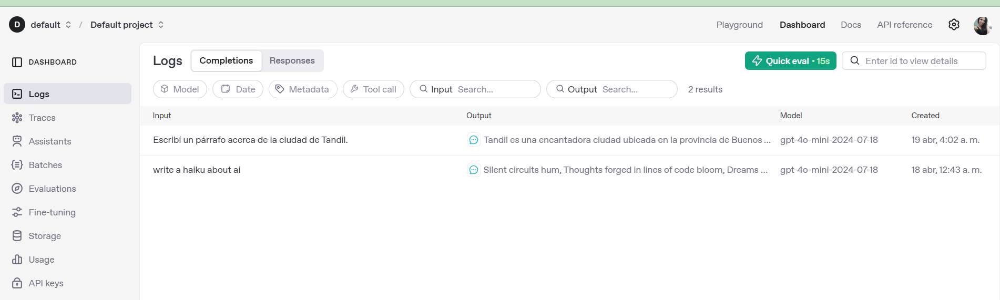 D default / Default project Playground Dashboard Docs API reference
DASHBOARD
Logs
Traces
Assistants
Batches
Evaluations
Fine-tuning
Storage
Usage
API keys
Logs Completions Responses Quick eval • 15s Enter id to view details
Model Date Metadata Tool call Input Search... Output Search... 2 results
Input Output Model Created
Escribí un párrafo acerca de la ciudad de Tandil. Tandil es una encantadora ciudad ubicada en la provincia de Buenos ... gpt-4o-mini-2024-07-18 19 abr, 4:02 a. m.
write a haiku about ai Silent circuits hum, Thoughts forged in lines of code bloom, Dreams ... gpt-4o-mini-2024-07-18 18 abr, 12:43 a. m.